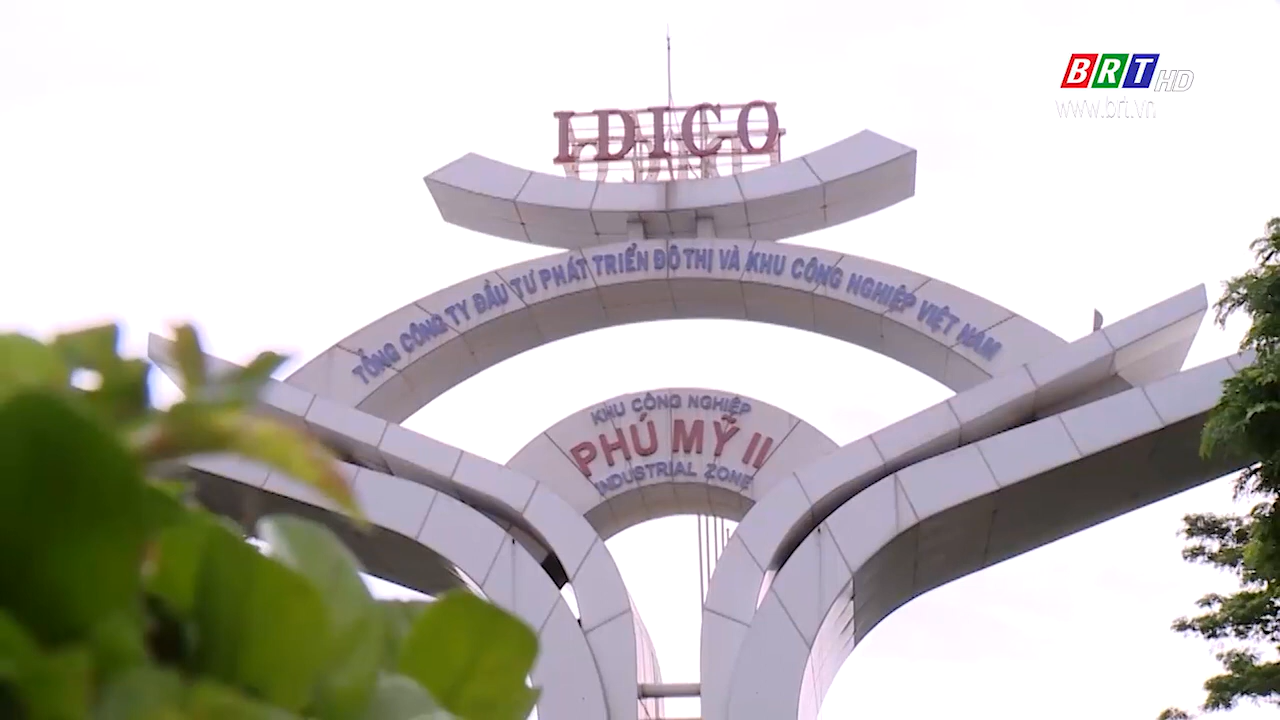 BRT HD
www.brt.vn
IDICO
TỔNG CÔNG TY ĐẦU TƯ PHÁT TRIỂN ĐÔ THỊ VÀ KHU CÔNG NGHIỆP VIỆT NAM
KHU CÔNG NGHIỆP
PHÚ MỸ II
INDUSTRIAL ZONE